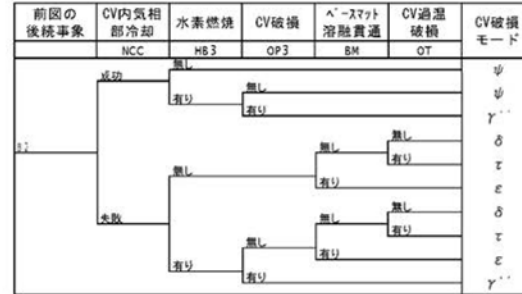 前図の
後続事象
CV内気相
部冷却
水素燃焼
CV破損
ベースマット
溶融貫通
CV過温
破損
CV破損
モード
NCC
HB3
OP3
BM
OT
無し
ψ
成功
無し
ψ
有り
有り
γ''
無し
δ
無し
有り
τ
無し
有り
ε
無し
δ
失敗
無し
有り
τ
無し
有り
ε
有り
有り
γ''